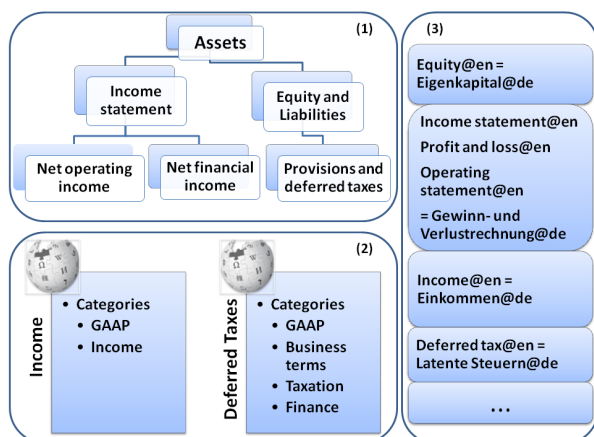 (1)
Assets
Income
statement
Equity and
Liabilities
Net operating
income
Net financial
income
Provisions and
deferred taxes
(2)
Income
• Categories
• GAAP
• Income
Deferred Taxes
• Categories
• GAAP
• Business
terms
• Taxation
• Finance
(3)
Equity@en =
Eigenkapital@de
Income statement@en
Profit and loss@en
Operating
statement@en
= Gewinn- und
Verlustrechnung@de
Income@en =
Einkommen@de
Deferred tax@en =
Latente Steuern@de
...